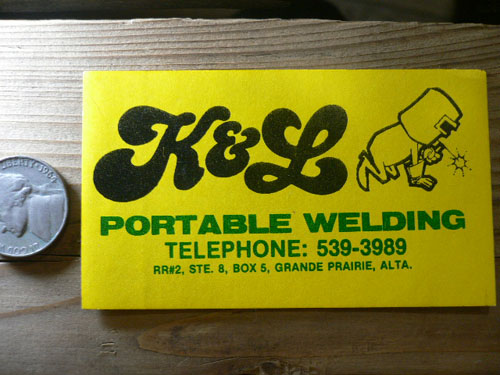 K&L
PORTABLE WELDING
TELEPHONE: 539-3989
RR#2, STE. 8, BOX 5, GRANDE PRAIRIE, ALTA.